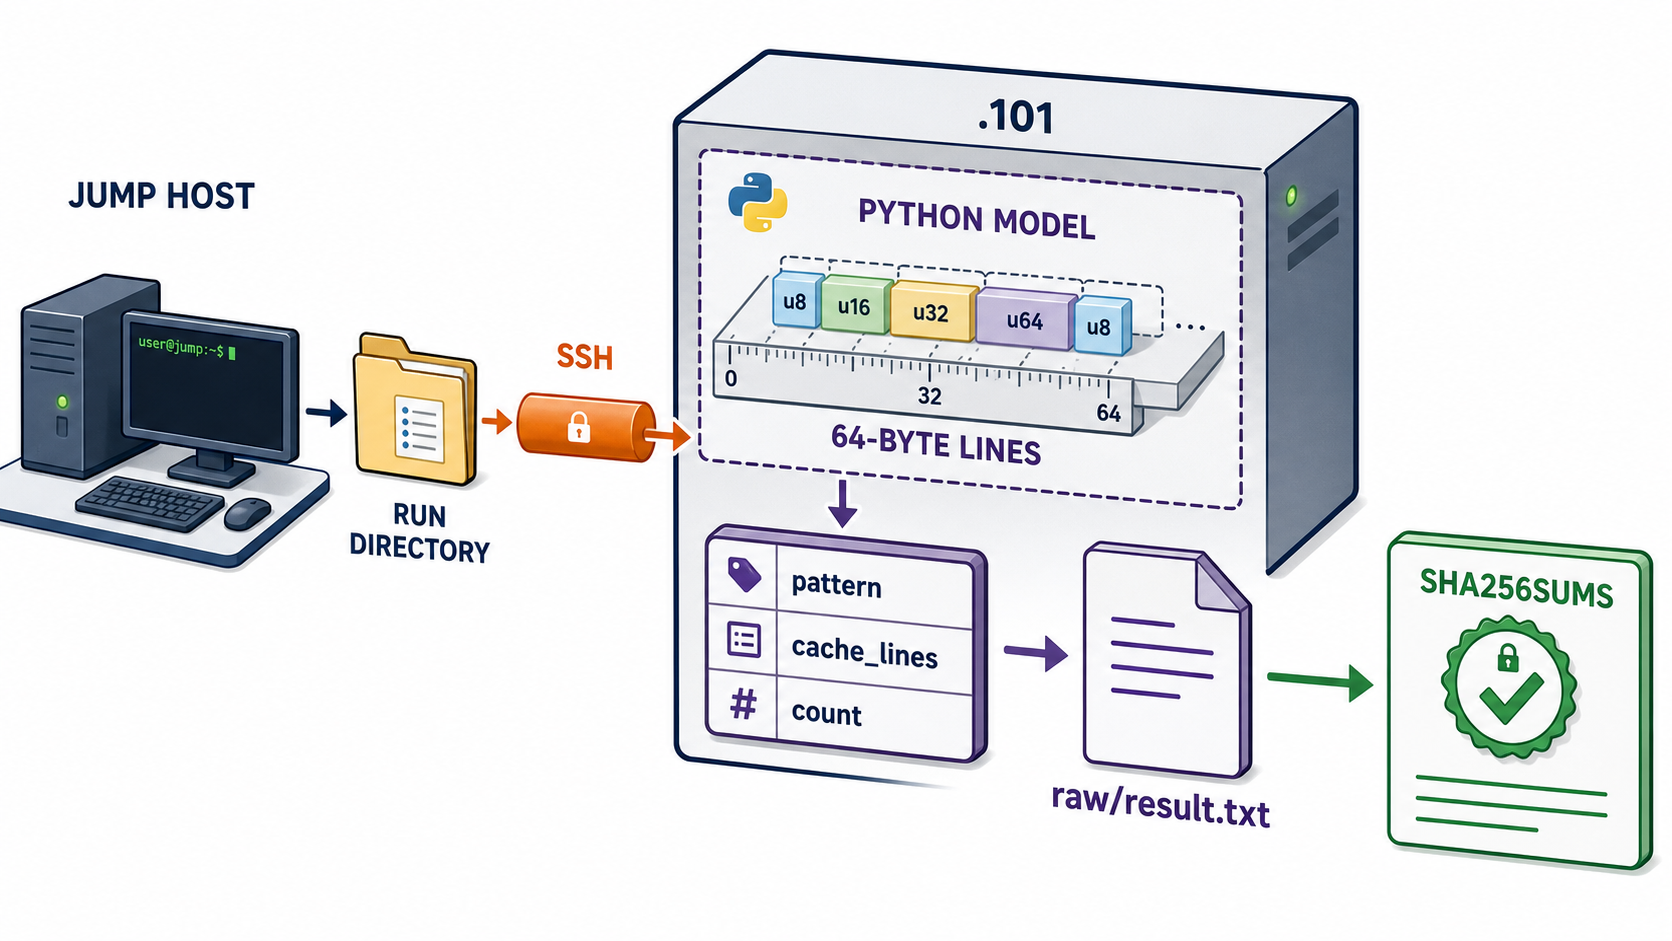 JUMP HOST
user@jump:~$
RUN
DIRECTORY
SSH
.101
PYTHON MODEL
u8
u16
u32
u64
u8
...
0
32
64
64-BYTE LINES
pattern
cache_lines
# count
raw/result.txt
SHA256SUMS